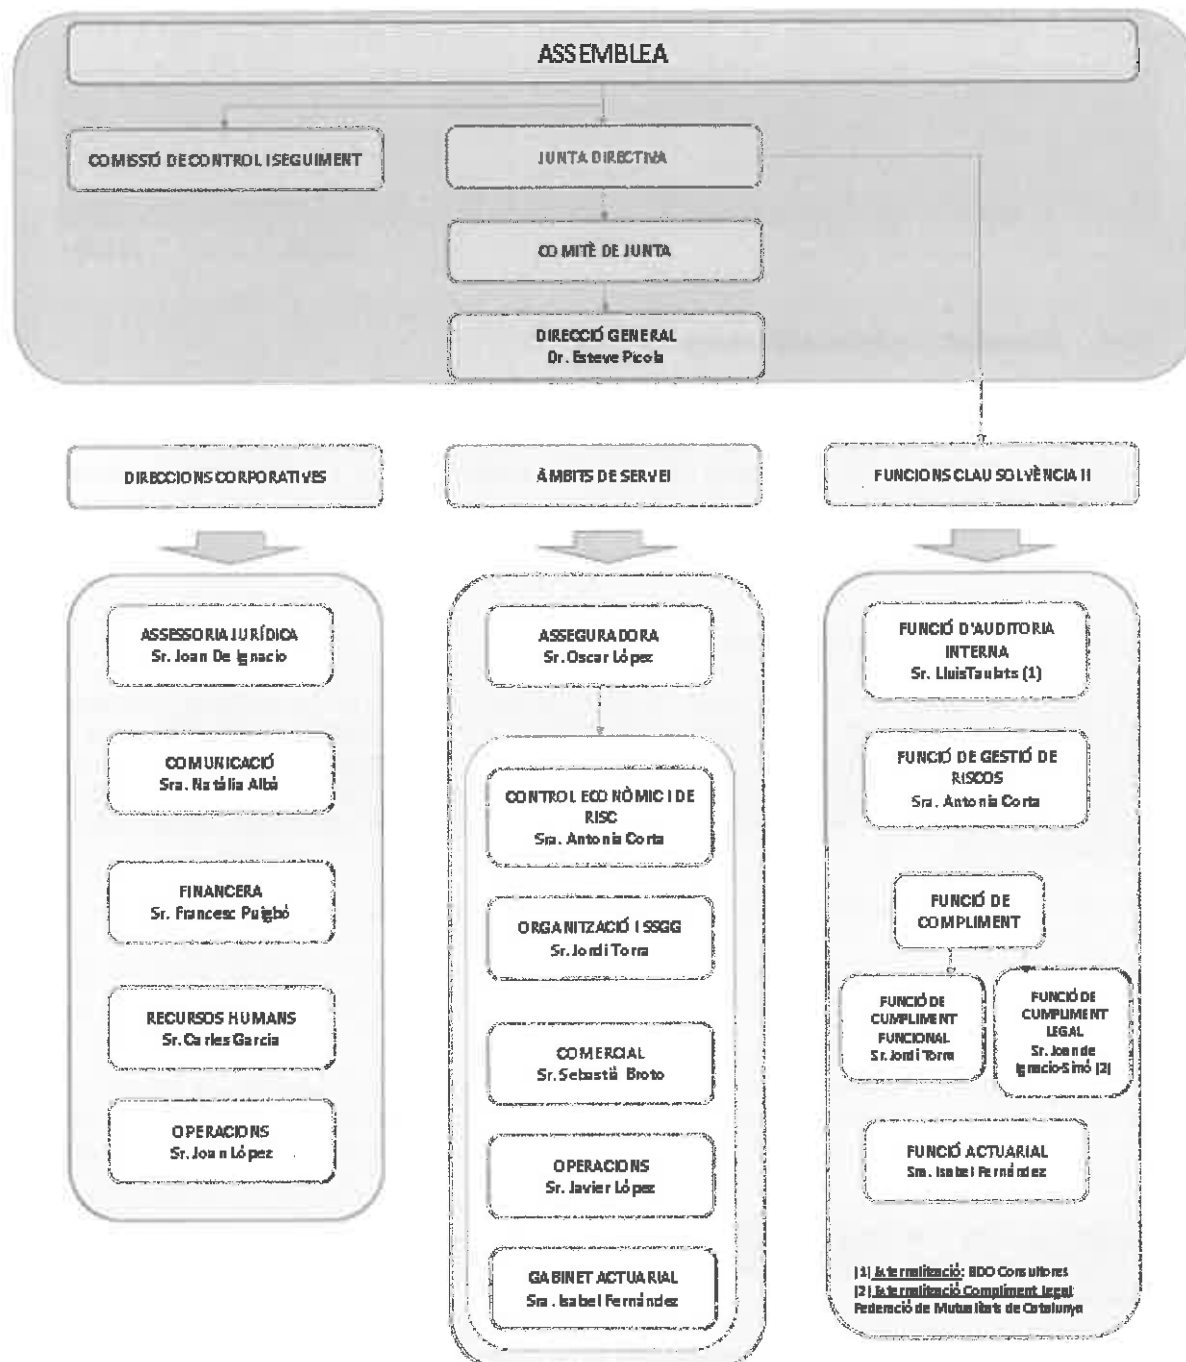 ASSEMBLEA
COMISSIÓ DE CONTROL I SEGUIMENT
JUNTA DIRECTIVA
COMITÈ DE JUNTA
DIRECCIÓ GENERAL
Dr. Esteve Picola
DIRECCIONS CORPORATIVES
ÀMBITS DE SERVEI
FUNCIONS CLAU SOLVÈNCIA II
ASSESSORIA JURÍDICA
Sr. Joan De Ignacio
COMUNICACIÓ
Sra. Natàlia Albà
FINANCERA
Sr. Francesc Puigbó
RECURSOS HUMANS
Sr. Carles García
OPERACIONS
Sr. Joan López
ASSEGURADORA
Sr. Oscar López
CONTROL ECONÒMIC I DE
RISC
Sra. Antonia Corta
ORGANITZACIÓ I SSGG
Sr. Jordi Torra
COMERCIAL
Sr. Sebastià Broto
OPERACIONS
Sr. Javier López
GABINET ACTUARIAL
Sra. Isabel Fernández
FUNCIÓ D'AUDITORIA
INTERNA
Sr. Lluis Taulats (1)
FUNCIÓ DE GESTIÓ DE
RISCOS
Sra. Antonia Corta
FUNCIÓ DE
COMPLIMENT
FUNCIÓ DE
CUMPLIMENT
FUNCIONAL
Sr. Jordi Torra
FUNCIÓ DE
CUMPLIMENT
LEGAL
Sr. Joan de
Ignacio-Simó (2)
FUNCIÓ ACTUARIAL
Sra. Isabel Fernández
(1) Externalització: BDO Consultores
(2) Externalització Compliment Legal
Federació de Mutualitats de Catalunya